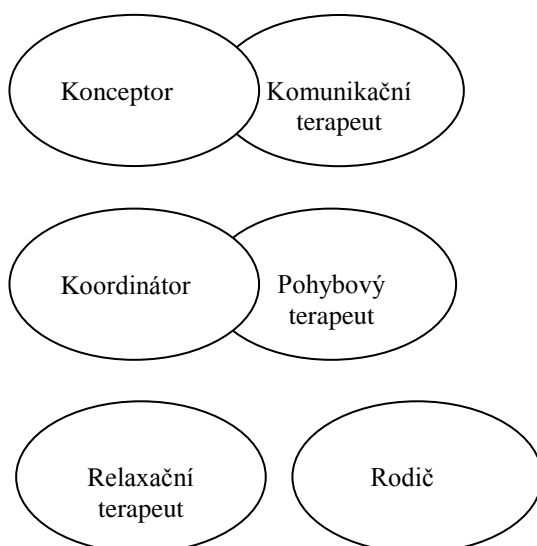 Konceptor
Komunikační
terapeut
Koordinátor
Pohybový
terapeut
Relaxační
terapeut
Rodič